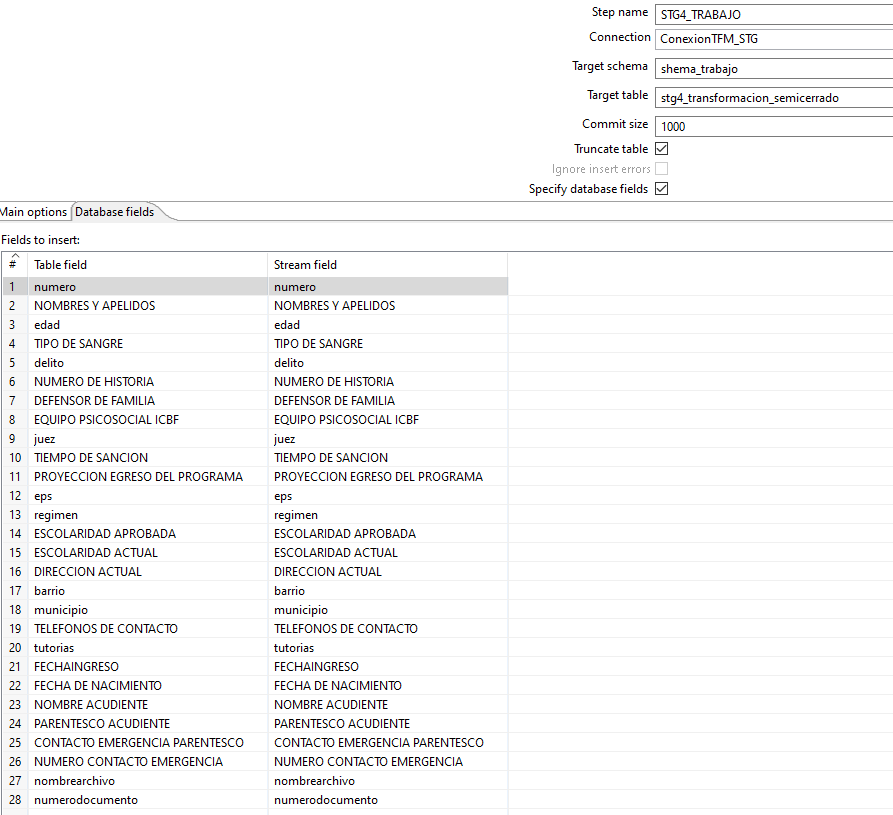 Step name STG4_TRABAJO
Connection ConexionTFM_STG
Target schema shema_trabajo
Target table stg4_transformacion_semicerrado
Commit size 1000
Truncate table
Ignore insert errors
Specify database fields
Main options Database fields
Fields to insert:
# Table field Stream field
1 numero numero
2 NOMBRES Y APELIDOS NOMBRES Y APELIDOS
3 edad edad
4 TIPO DE SANGRE TIPO DE SANGRE
5 delito delito
6 NUMERO DE HISTORIA NUMERO DE HISTORIA
7 DEFENSOR DE FAMILIA DEFENSOR DE FAMILIA
8 EQUIPO PSICOSOCIAL ICBF EQUIPO PSICOSOCIAL ICBF
9 juez juez
10 TIEMPO DE SANCION TIEMPO DE SANCION
11 PROYECCION EGRESO DEL PROGRAMA PROYECCION EGRESO DEL PROGRAMA
12 eps eps
13 regimen regimen
14 ESCOLARIDAD APROBADA ESCOLARIDAD APROBADA
15 ESCOLARIDAD ACTUAL ESCOLARIDAD ACTUAL
16 DIRECCION ACTUAL DIRECCION ACTUAL
17 barrio barrio
18 municipio municipio
19 TELEFONOS DE CONTACTO TELEFONOS DE CONTACTO
20 tutorias tutorias
21 FECHAINGRESO FECHAINGRESO
22 FECHA DE NACIMIENTO FECHA DE NACIMIENTO
23 NOMBRE ACUDIENTE NOMBRE ACUDIENTE
24 PARENTESCO ACUDIENTE PARENTESCO ACUDIENTE
25 CONTACTO EMERGENCIA PARENTESCO CONTACTO EMERGENCIA PARENTESCO
26 NUMERO CONTACTO EMERGENCIA NUMERO CONTACTO EMERGENCIA
27 nombrearchivo nombrearchivo
28 numerodocumento numerodocumento